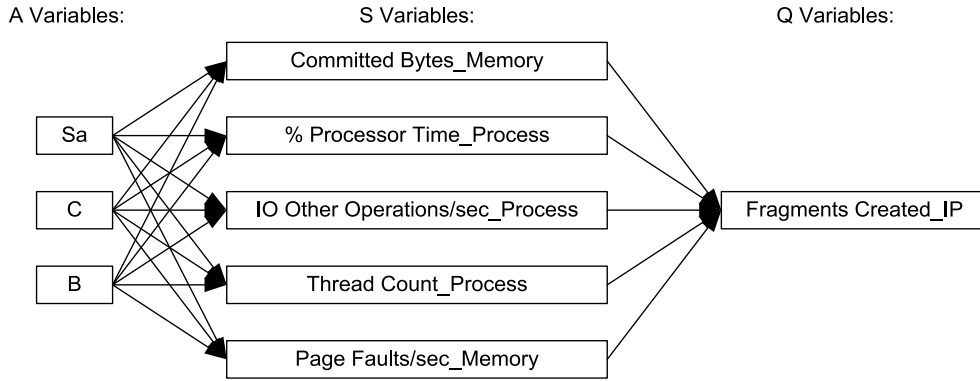 A Variables:
S Variables:
Q Variables:
Committed Bytes_Memory
Sa
% Processor Time_Process
C
IO Other Operations/sec_Process
Fragments Created_IP
B
Thread Count_Process
Page Faults/sec_Memory